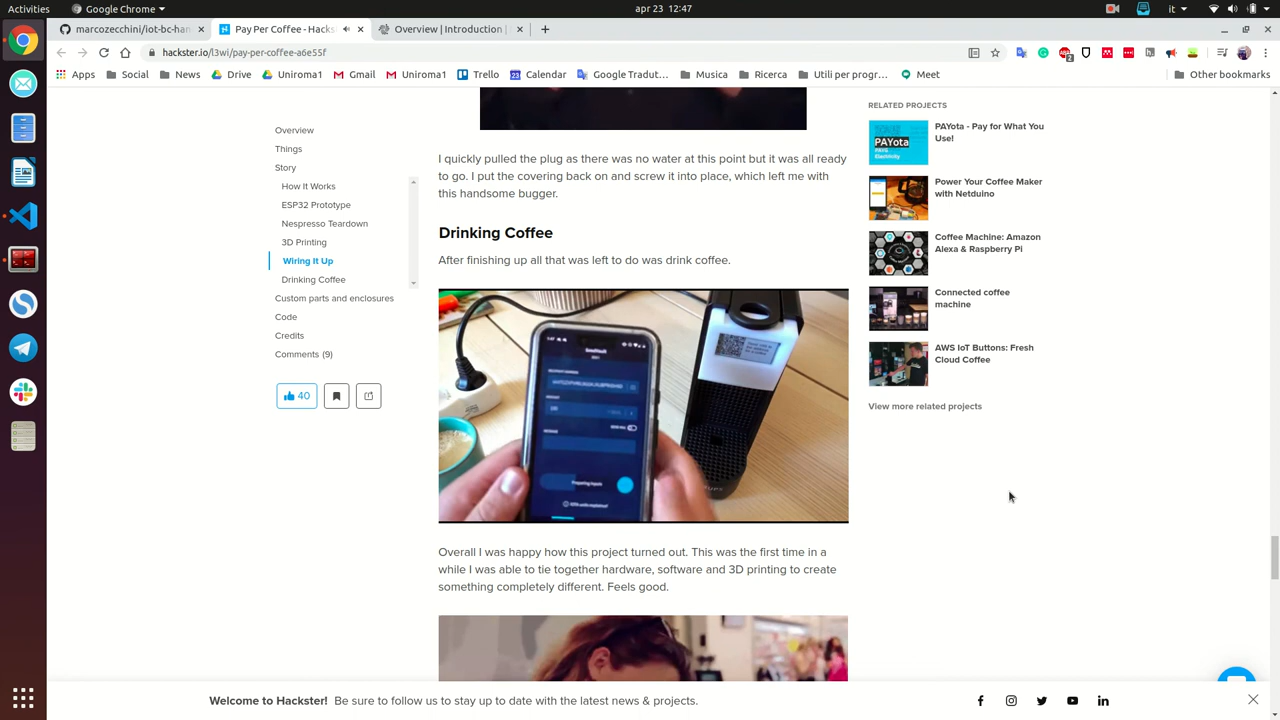 Activities
Google Chrome
apr 23 12:47
it
marcozecchini/iot-bc-han
Pay Per Coffee - Hacks
Overview | Introduction |
hackster.io/l3wi/pay-per-coffee-a6e55f
2
Apps
Social
News
Drive
Uniroma1
Gmail
Uniroma1
Trello
Calendar
Google Tradut...
Musica
Ricerca
Utili per progr...
Meet
Other bookmarks
Overview
Things
Story
How It Works
ESP32 Prototype
Nespresso Teardown
3D Printing
Wiring It Up
Drinking Coffee
Custom parts and enclosures
Code
Credits
Comments (9)
40
I quickly pulled the plug as there was no water at this point but it was all ready
to go. I put the covering back on and screw it into place, which left me with
this handsome bugger.
Drinking Coffee
After finishing up all that was left to do was drink coffee.
Preparing inputs
Overall I was happy how this project turned out. This was the first time in a
while I was able to tie together hardware, software and 3D printing to create
something completely different. Feels good.
RELATED PROJECTS
PAYota
PAYota - Pay for What You
Use!
Power Your Coffee Maker
with Netduino
Coffee Machine: Amazon
Alexa & Raspberry Pi
Connected coffee
machine
AWS IoT Buttons: Fresh
Cloud Coffee
View more related projects
Welcome to Hackster! Be sure to follow us to stay up to date with the latest news & projects.